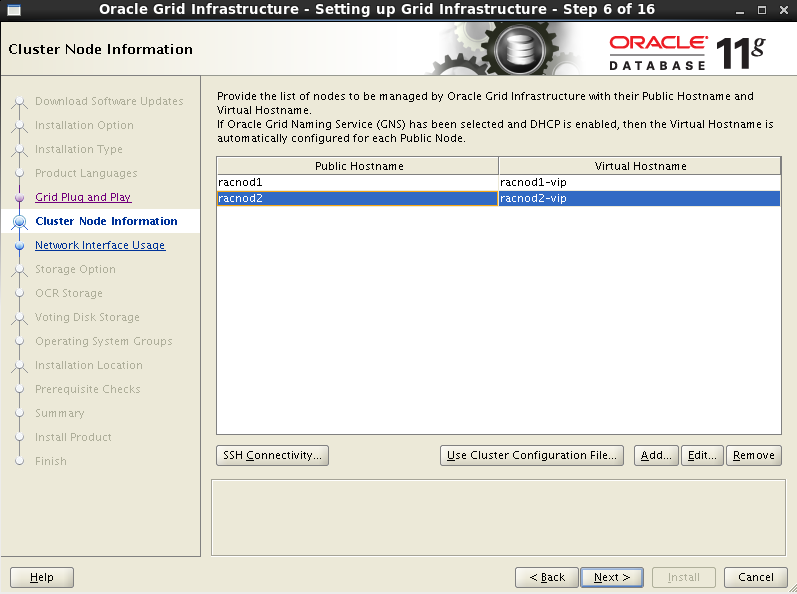 Oracle Grid Infrastructure - Setting up Grid Infrastructure - Step 6 of 16
Cluster Node Information
ORACLE
DATABASE
11g
Download Software Updates
Installation Option
Installation Type
Product Languages
Grid Plug and Play
Cluster Node Information
Network Interface Usage
Storage Option
OCR Storage
Voting Disk Storage
Operating System Groups
Installation Location
Prerequisite Checks
Summary
Install Product
Finish
Provide the list of nodes to be managed by Oracle Grid Infrastructure with their Public Hostname and
Virtual Hostname.
If Oracle Grid Naming Service (GNS) has been selected and DHCP is enabled, then the Virtual Hostname is
automatically configured for each Public Node.
Public Hostname Virtual Hostname
racnod1 racnod1-vip
racnod2 racnod2-vip
SSH Connectivity... Use Cluster Configuration File... Add... Edit... Remove
Help < Back Next > Install Cancel